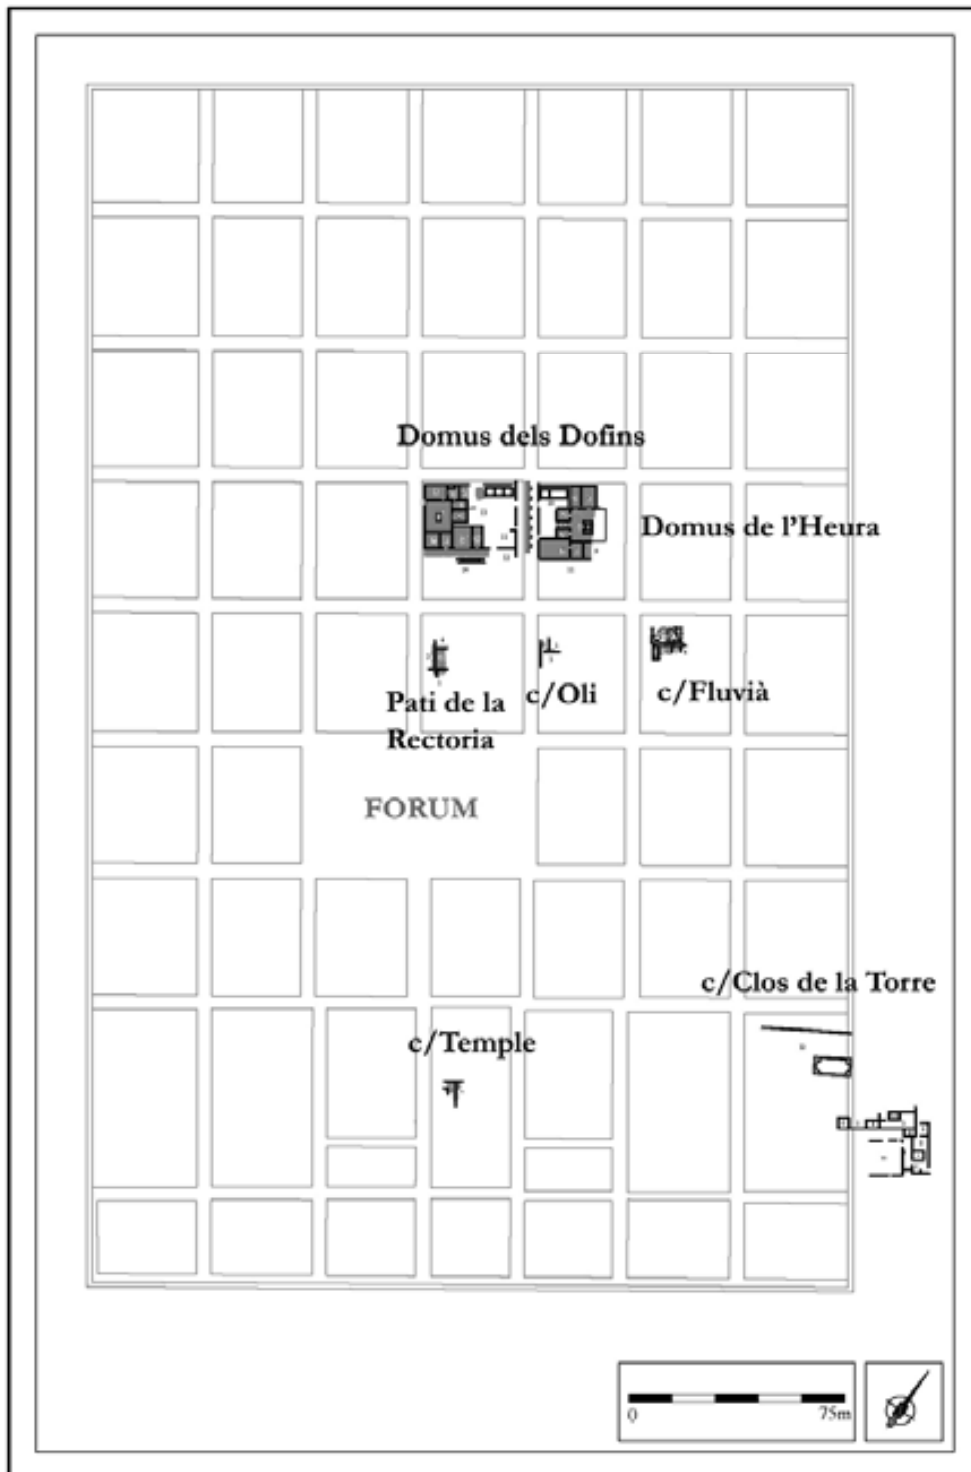 Domus dels Dofins
Domus de l'Heura
Pati de la
Rectoria
c/Oli
c/Fluvià
FORUM
c/Clos de la Torre
c/Temple
0
75m